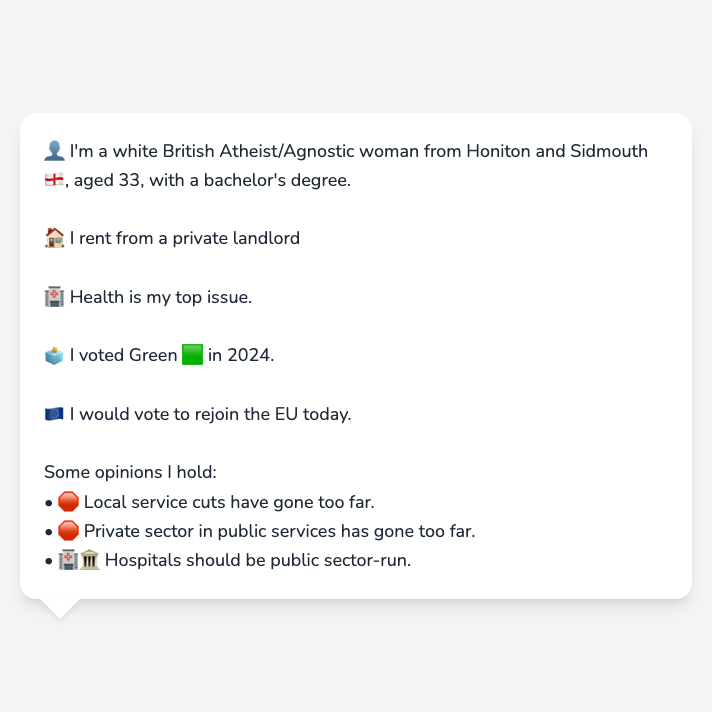 👤 I'm a white British Atheist/Agnostic woman from Honiton and Sidmouth
🏴󠁧󠁢󠁥󠁮󠁧󠁿, aged 33, with a bachelor's degree.
🏠 I rent from a private landlord
🏥 Health is my top issue.
🗳️ I voted Green 🟩 in 2024.
🇪🇺 I would vote to rejoin the EU today.
Some opinions I hold:
• 🛑 Local service cuts have gone too far.
• 🛑 Private sector in public services has gone too far.
• 🏥🏛️ Hospitals should be public sector-run.